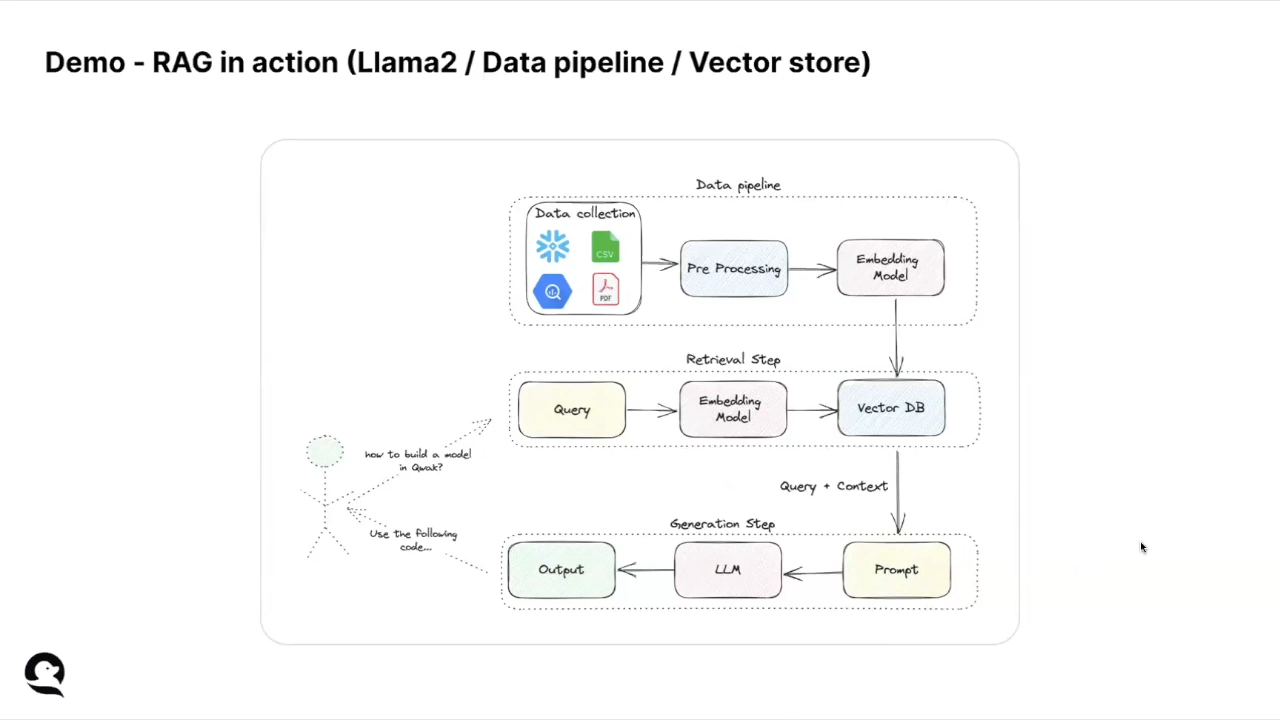 Demo - RAG in action (Llama2 / Data pipeline / Vector store)
Data pipeline
Data collection
CSV
PDF
Pre Processing
Embedding
Model
Retrieval Step
Query
Embedding
Model
Vector DB
how to build a model
in Qwak?
Query + Context
Use the following
code...
Generation Step
Output
LLM
Prompt